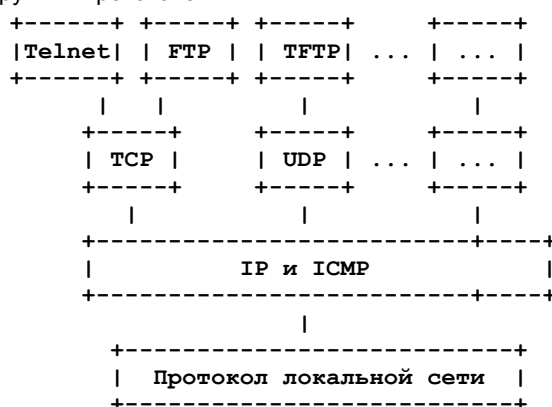 +------+ +-----+ +-----+ +-----+
|Telnet| | FTP | | TFTP| ... | ... |
+------+ +-----+ +-----+ +-----+
| | | |
+-----+ +-----+ +-----+
| TCP | | UDP | ... | ... |
+-----+ +-----+ +-----+
| | |
+--------------------------+----+
| IP и ICMP |
+--------------------------+----+
|
+---------------------------+
| Протокол локальной сети |
+---------------------------+